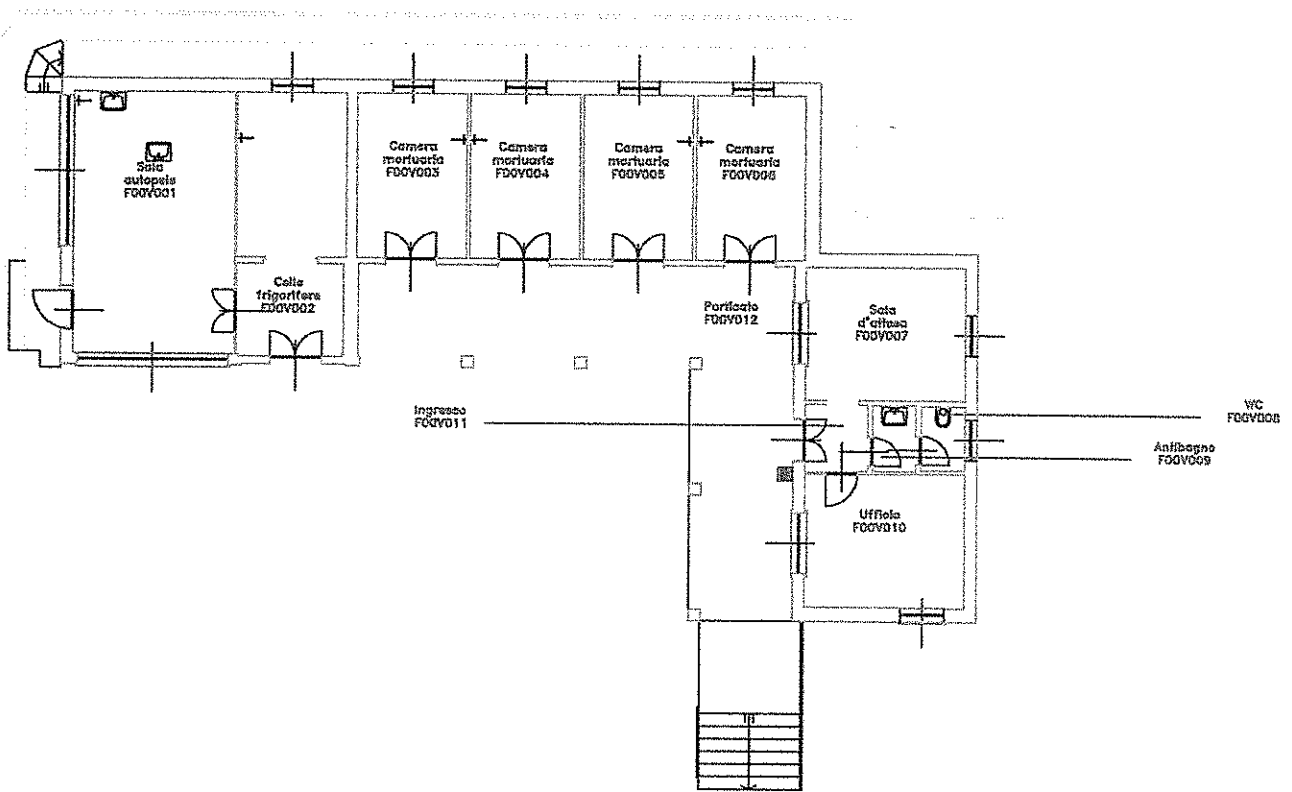 Sala
autopsie
F00V001
Cella
frigorifera
F00V002
Camera
mortuaria
F00V003
Camera
mortuaria
F00V004
Camera
mortuaria
F00V005
Camera
mortuaria
F00V006
Porticato
F00V012
Sala
d'attesa
F00V007
Ingresso
F00V011
WC
F00V008
Antibagno
F00V009
Ufficio
F00V010